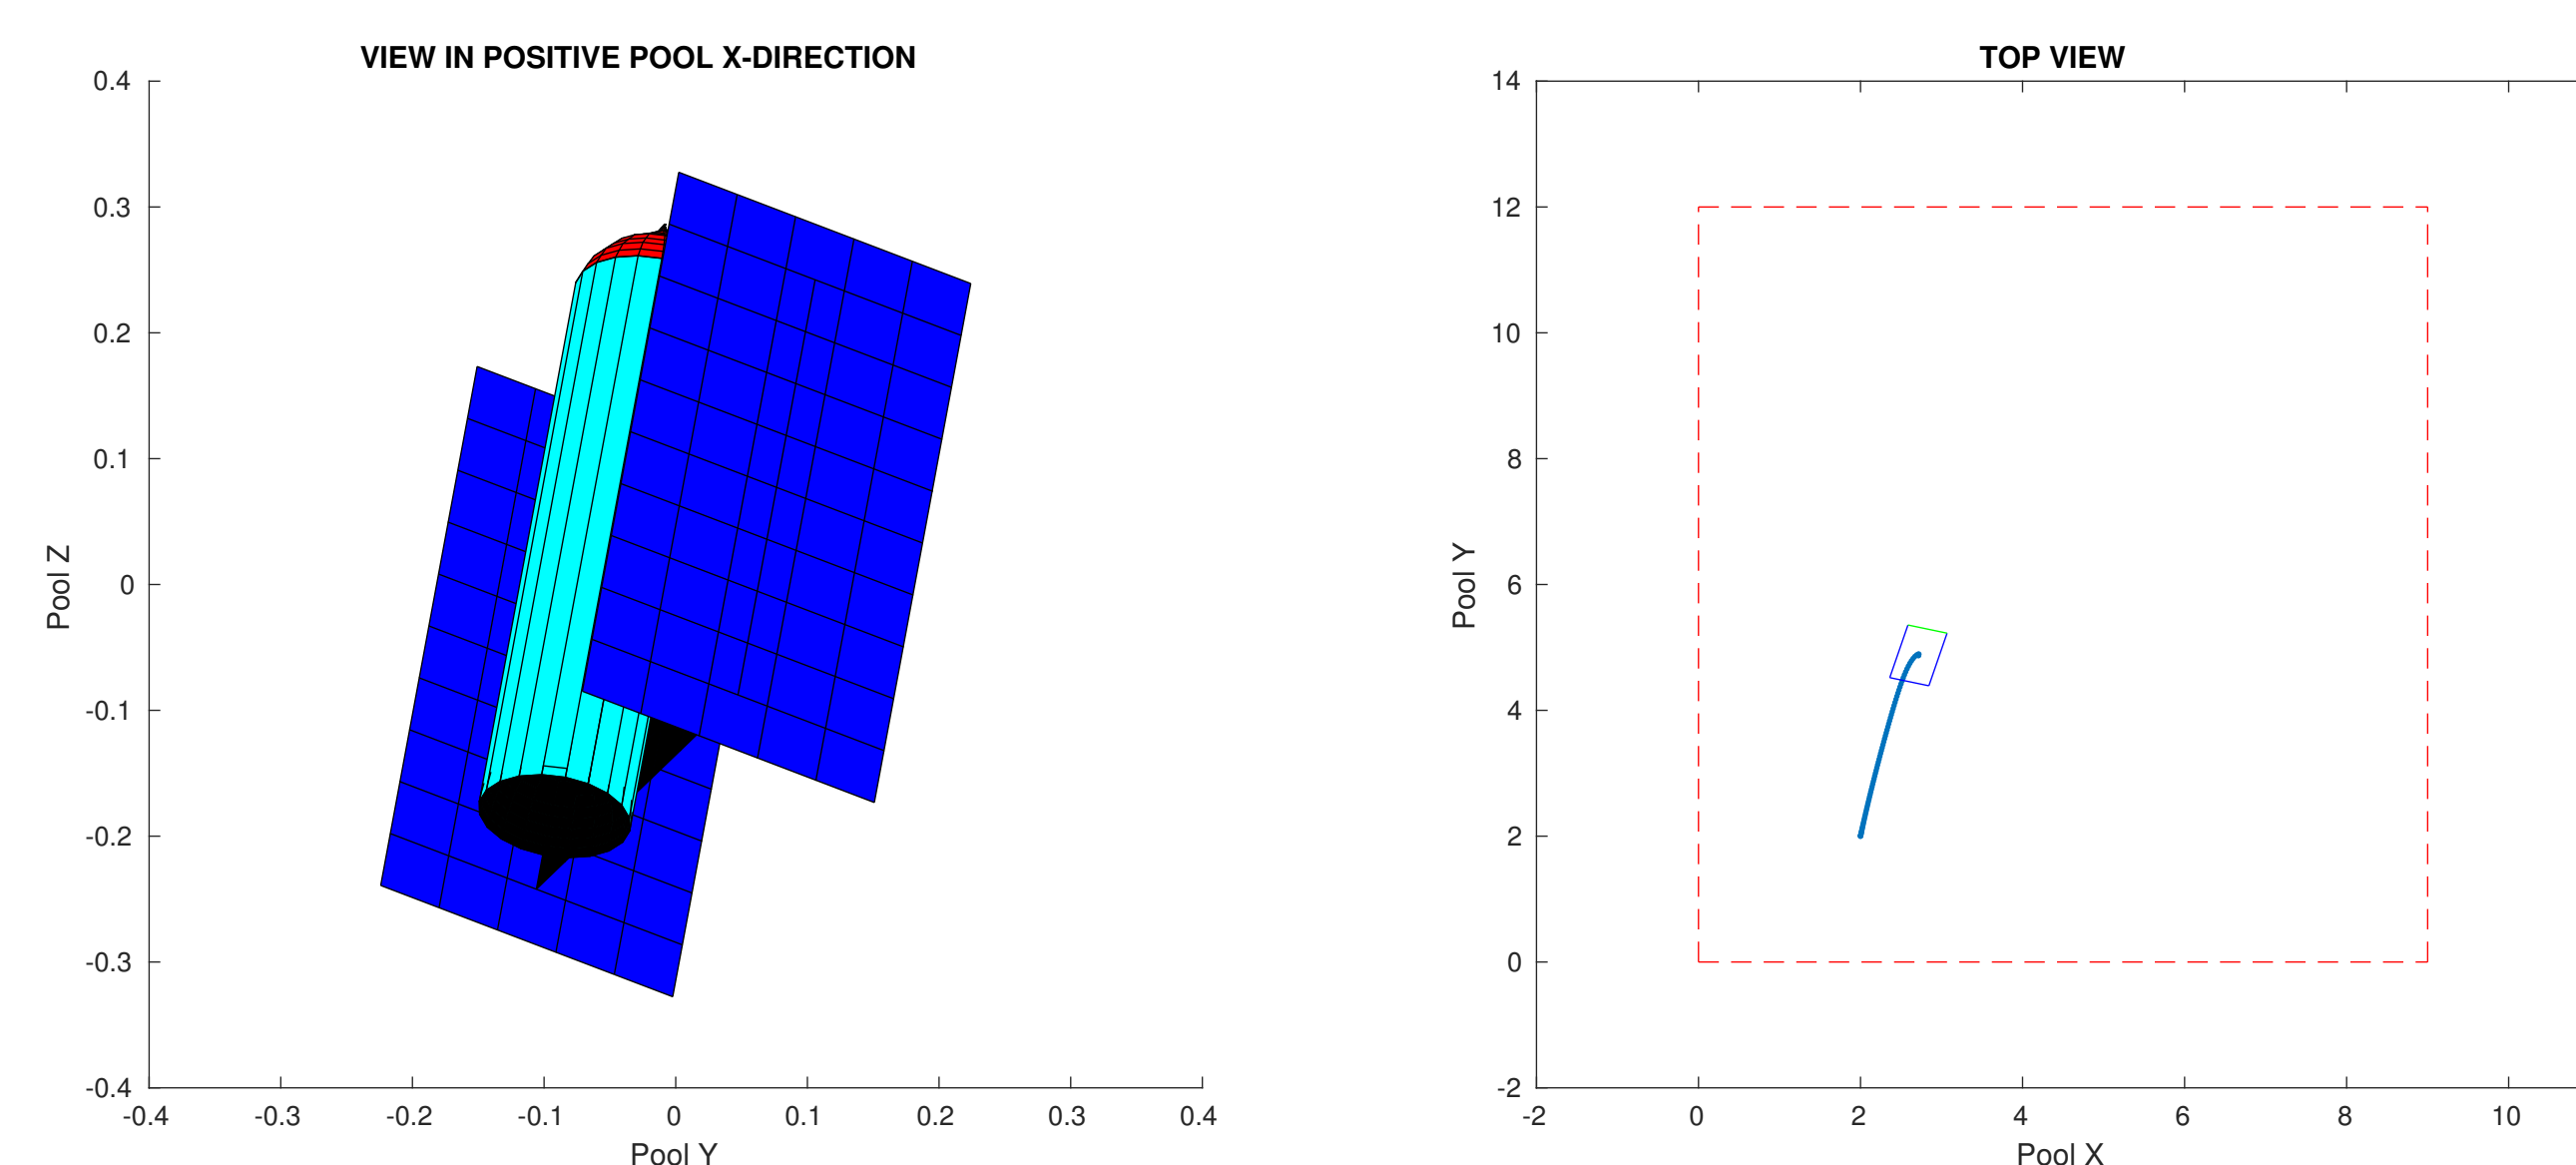 VIEW IN POSITIVE POOL X-DIRECTION
0.4
0.3
0.2
0.1
0
-0.1
-0.2
-0.3
-0.4
Pool Z
-0.4 -0.3 -0.2 -0.1 0 0.1 0.2 0.3 0.4
Pool Y
TOP VIEW
14
12
10
8
6
4
2
0
-2
Pool Y
-2 0 2 4 6 8 10
Pool X